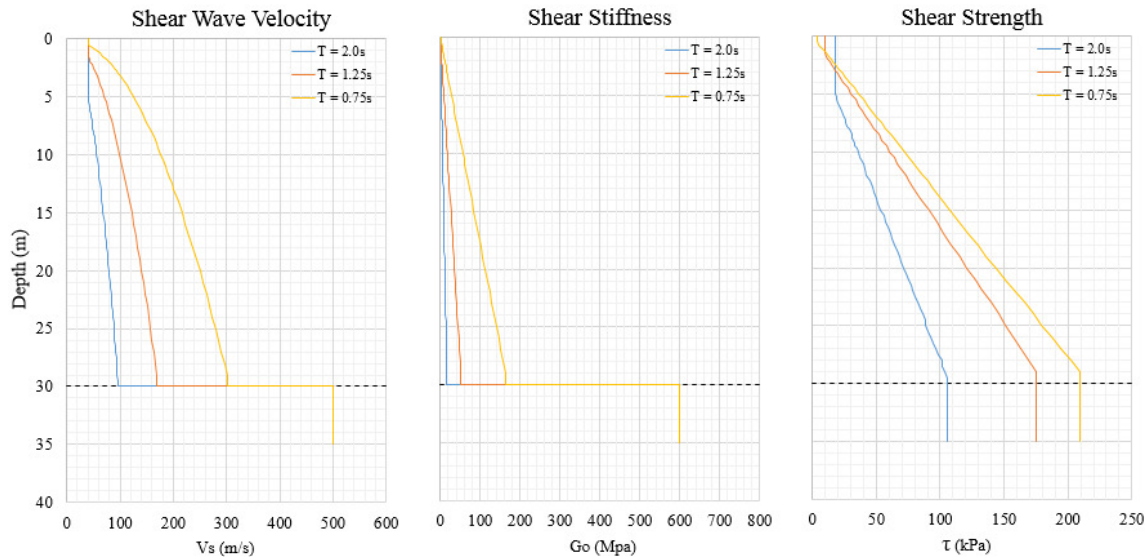 Shear Wave Velocity
Shear Stiffness
Shear Strength
T = 2.0s
T = 1.25s
T = 0.75s
T = 2.0s
T = 1.25s
T = 0.75s
T = 2.0s
T = 1.25s
T = 0.75s
Depth (m)
0
5
10
15
20
25
30
35
40
0 100 200 300 400 500 600
0 100 200 300 400 500 600 700 800
0 50 100 150 200 250
Vs (m/s)
Go (Mpa)
τ (kPa)